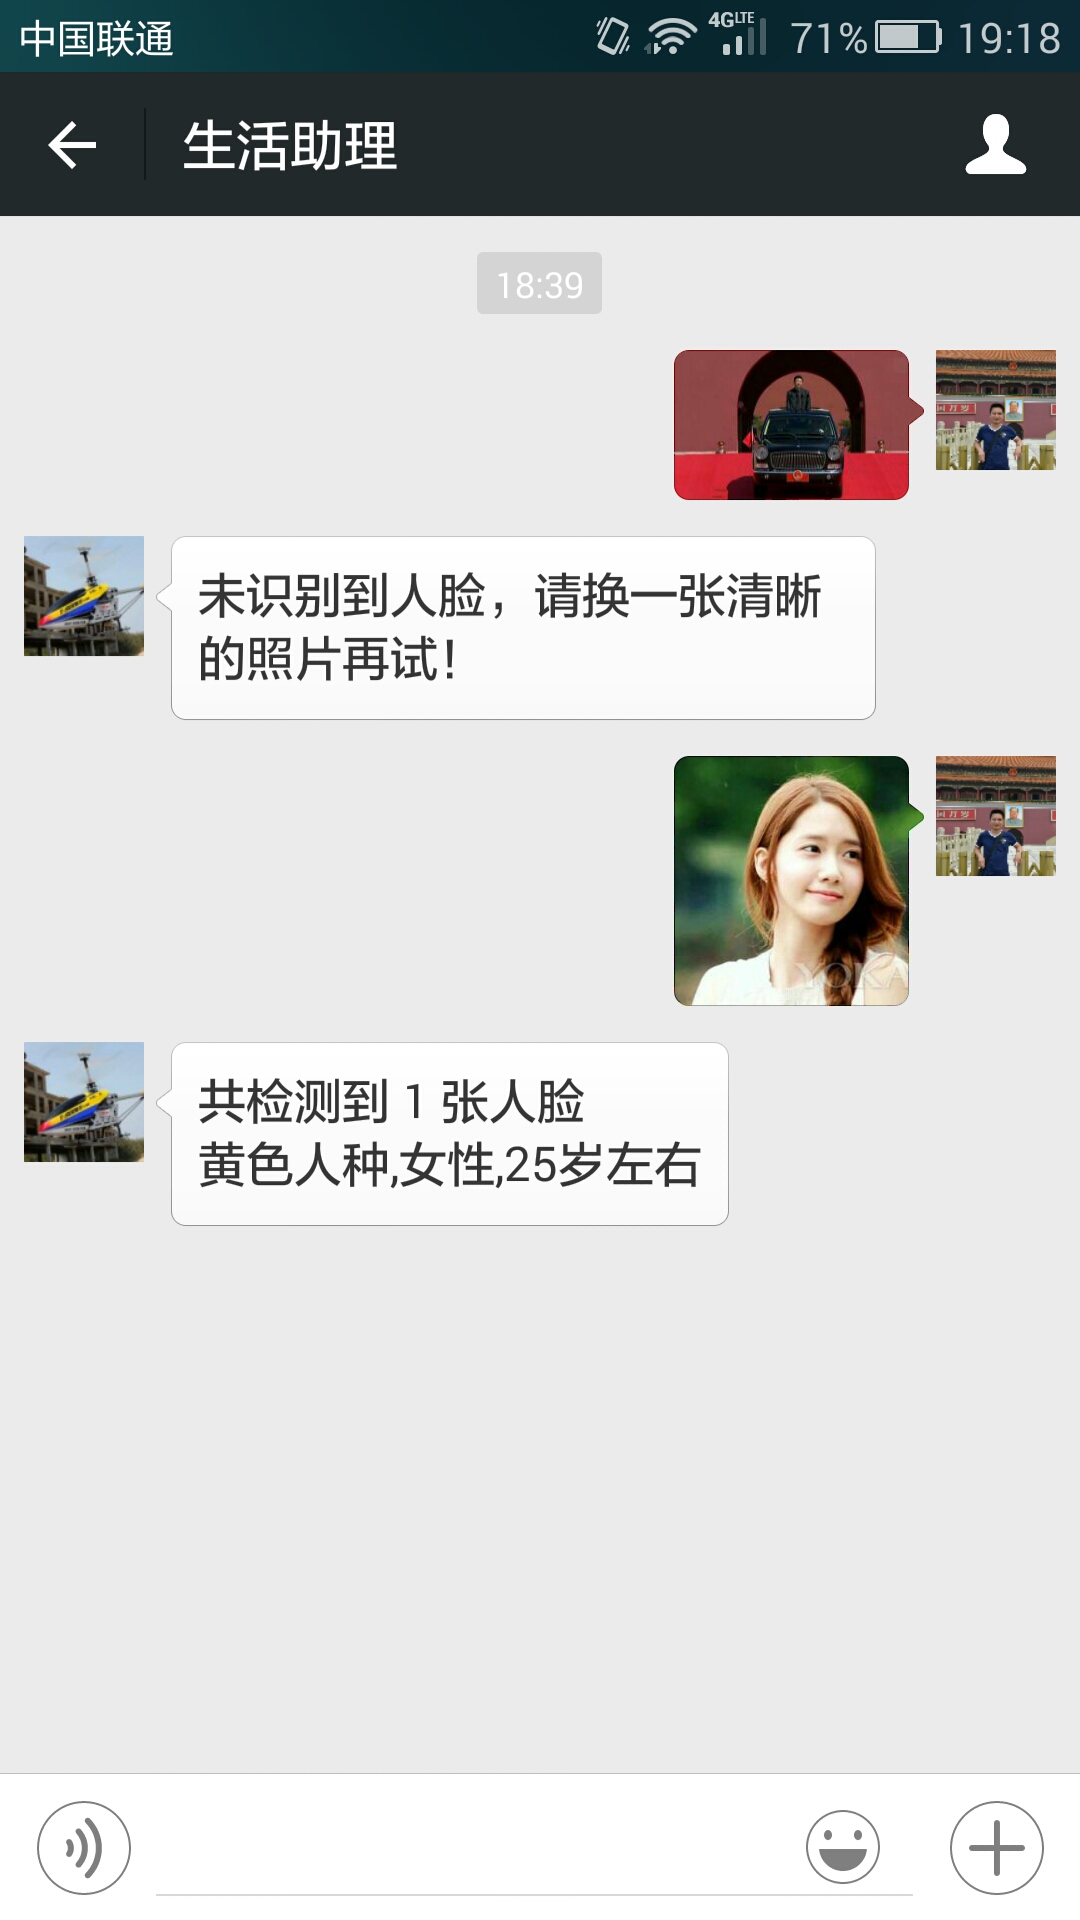 中国联通
4G LTE
71%
19:18
生活助理
18:39
未识别到人脸，请换一张清晰
的照片再试！
YOKA
共检测到 1 张人脸
黄色人种,女性,25岁左右